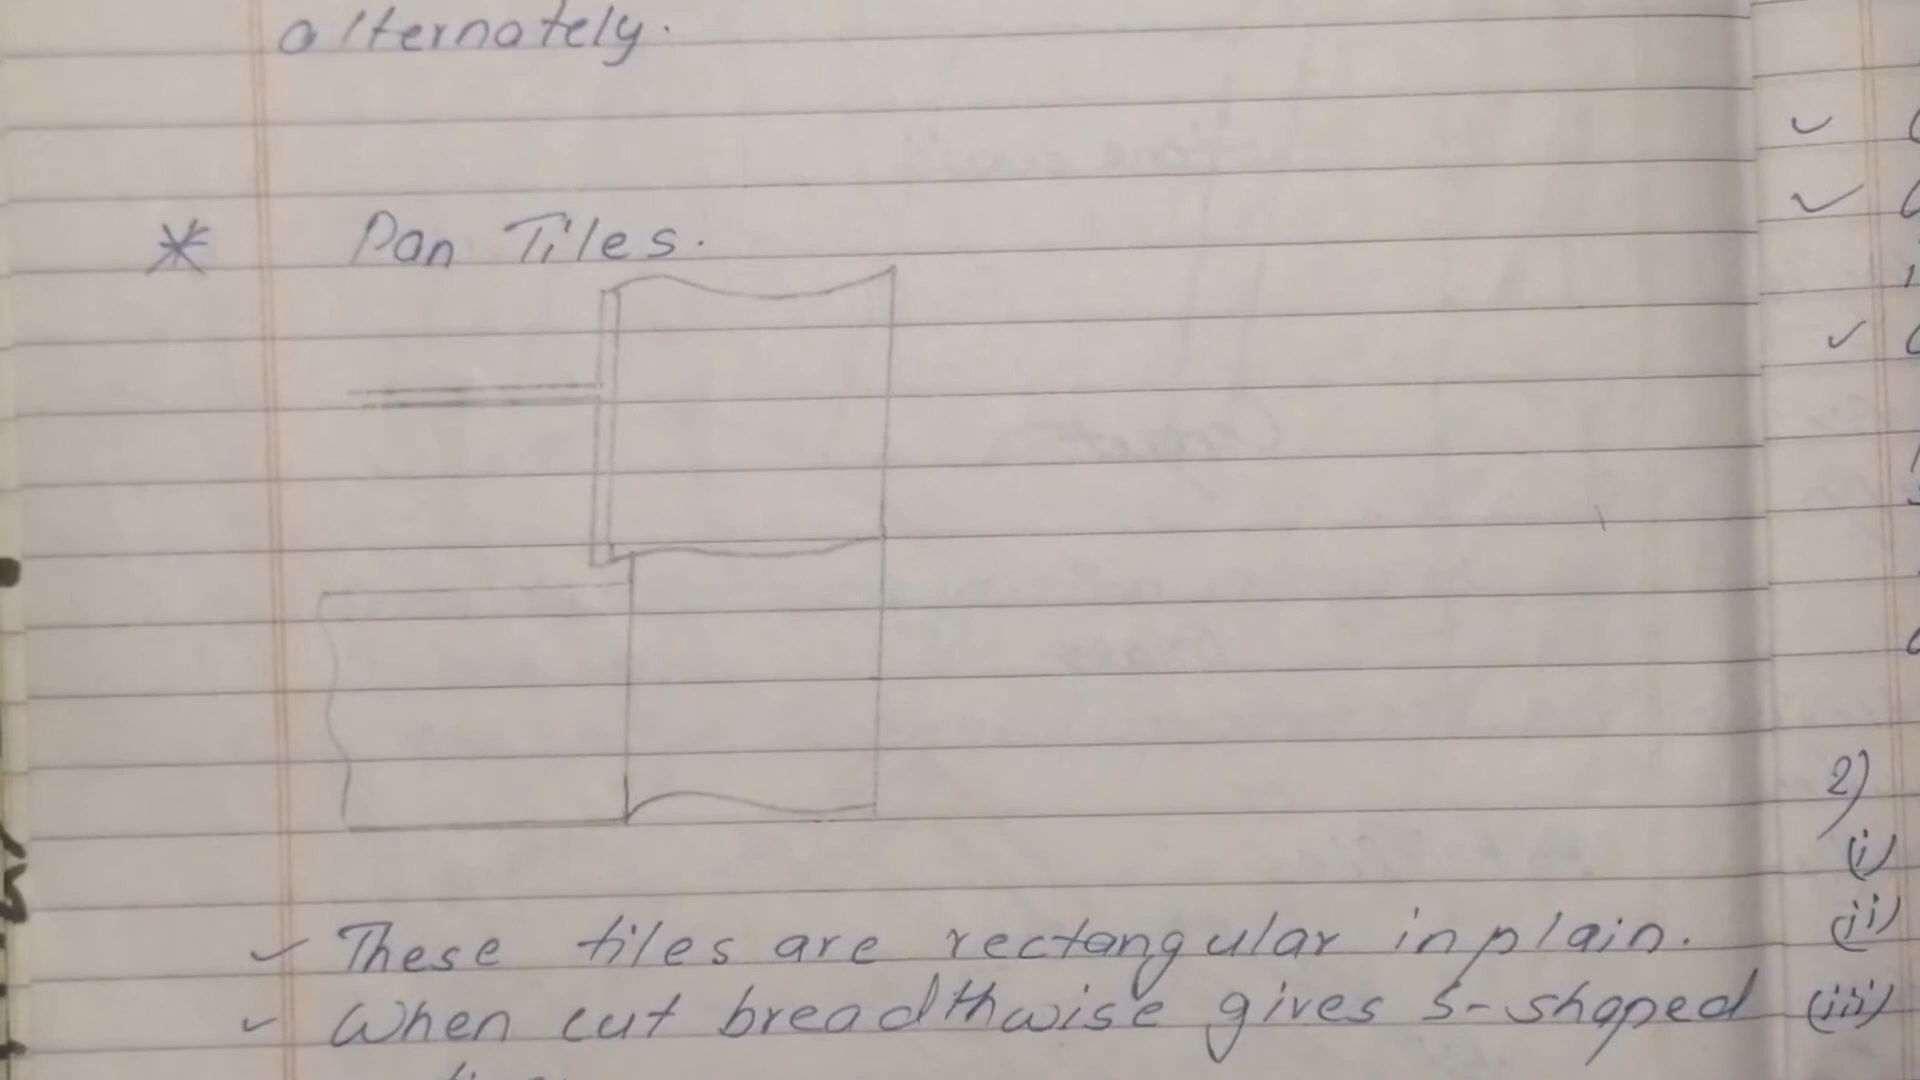 alternately.
* Pan Tiles.
✓ These tiles are rectangular in plain.
✓ When cut breadthwise gives S-shaped
2)
(i)
(ii)
(iii)